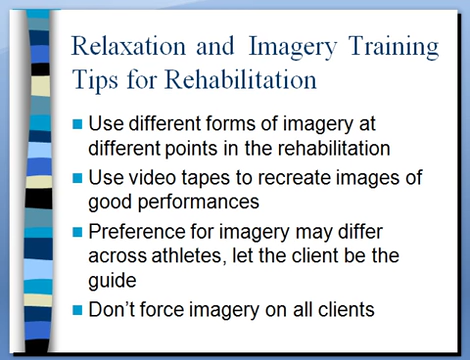 Relaxation and Imagery Training
Tips for Rehabilitation
Use different forms of imagery at
different points in the rehabilitation
Use video tapes to recreate images of
good performances
Preference for imagery may differ
across athletes, let the client be the
guide
Don't force imagery on all clients